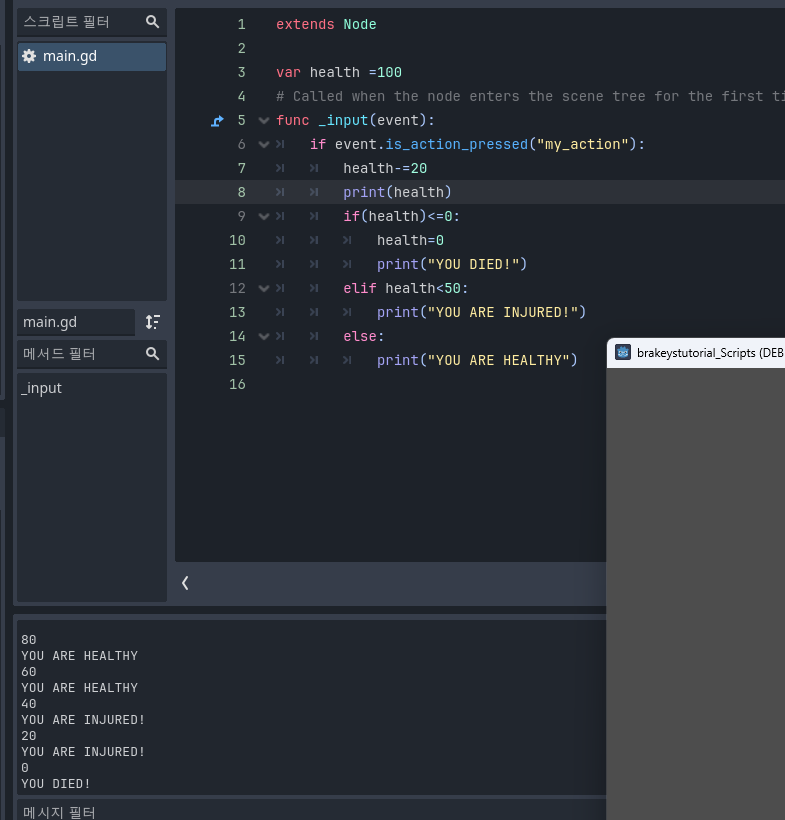 스크립트 필터
main.gd
main.gd
메서드 필터
_input
1 extends Node
2
3 var health =100
4 # Called when the node enters the scene tree for the first
5 func _input(event):
6 if event.is_action_pressed("my_action"):
7 health-=20
8 print(health)
9 if(health)<=0:
10 health=0
11 print("YOU DIED!")
12 elif health<50:
13 print("YOU ARE INJURED!")
14 else:
15 print("YOU ARE HEALTHY")
16
brakeystutorial_Scripts (DEB
80
YOU ARE HEALTHY
60
YOU ARE HEALTHY
40
YOU ARE INJURED!
20
YOU ARE INJURED!
0
YOU DIED!
메시지 필터